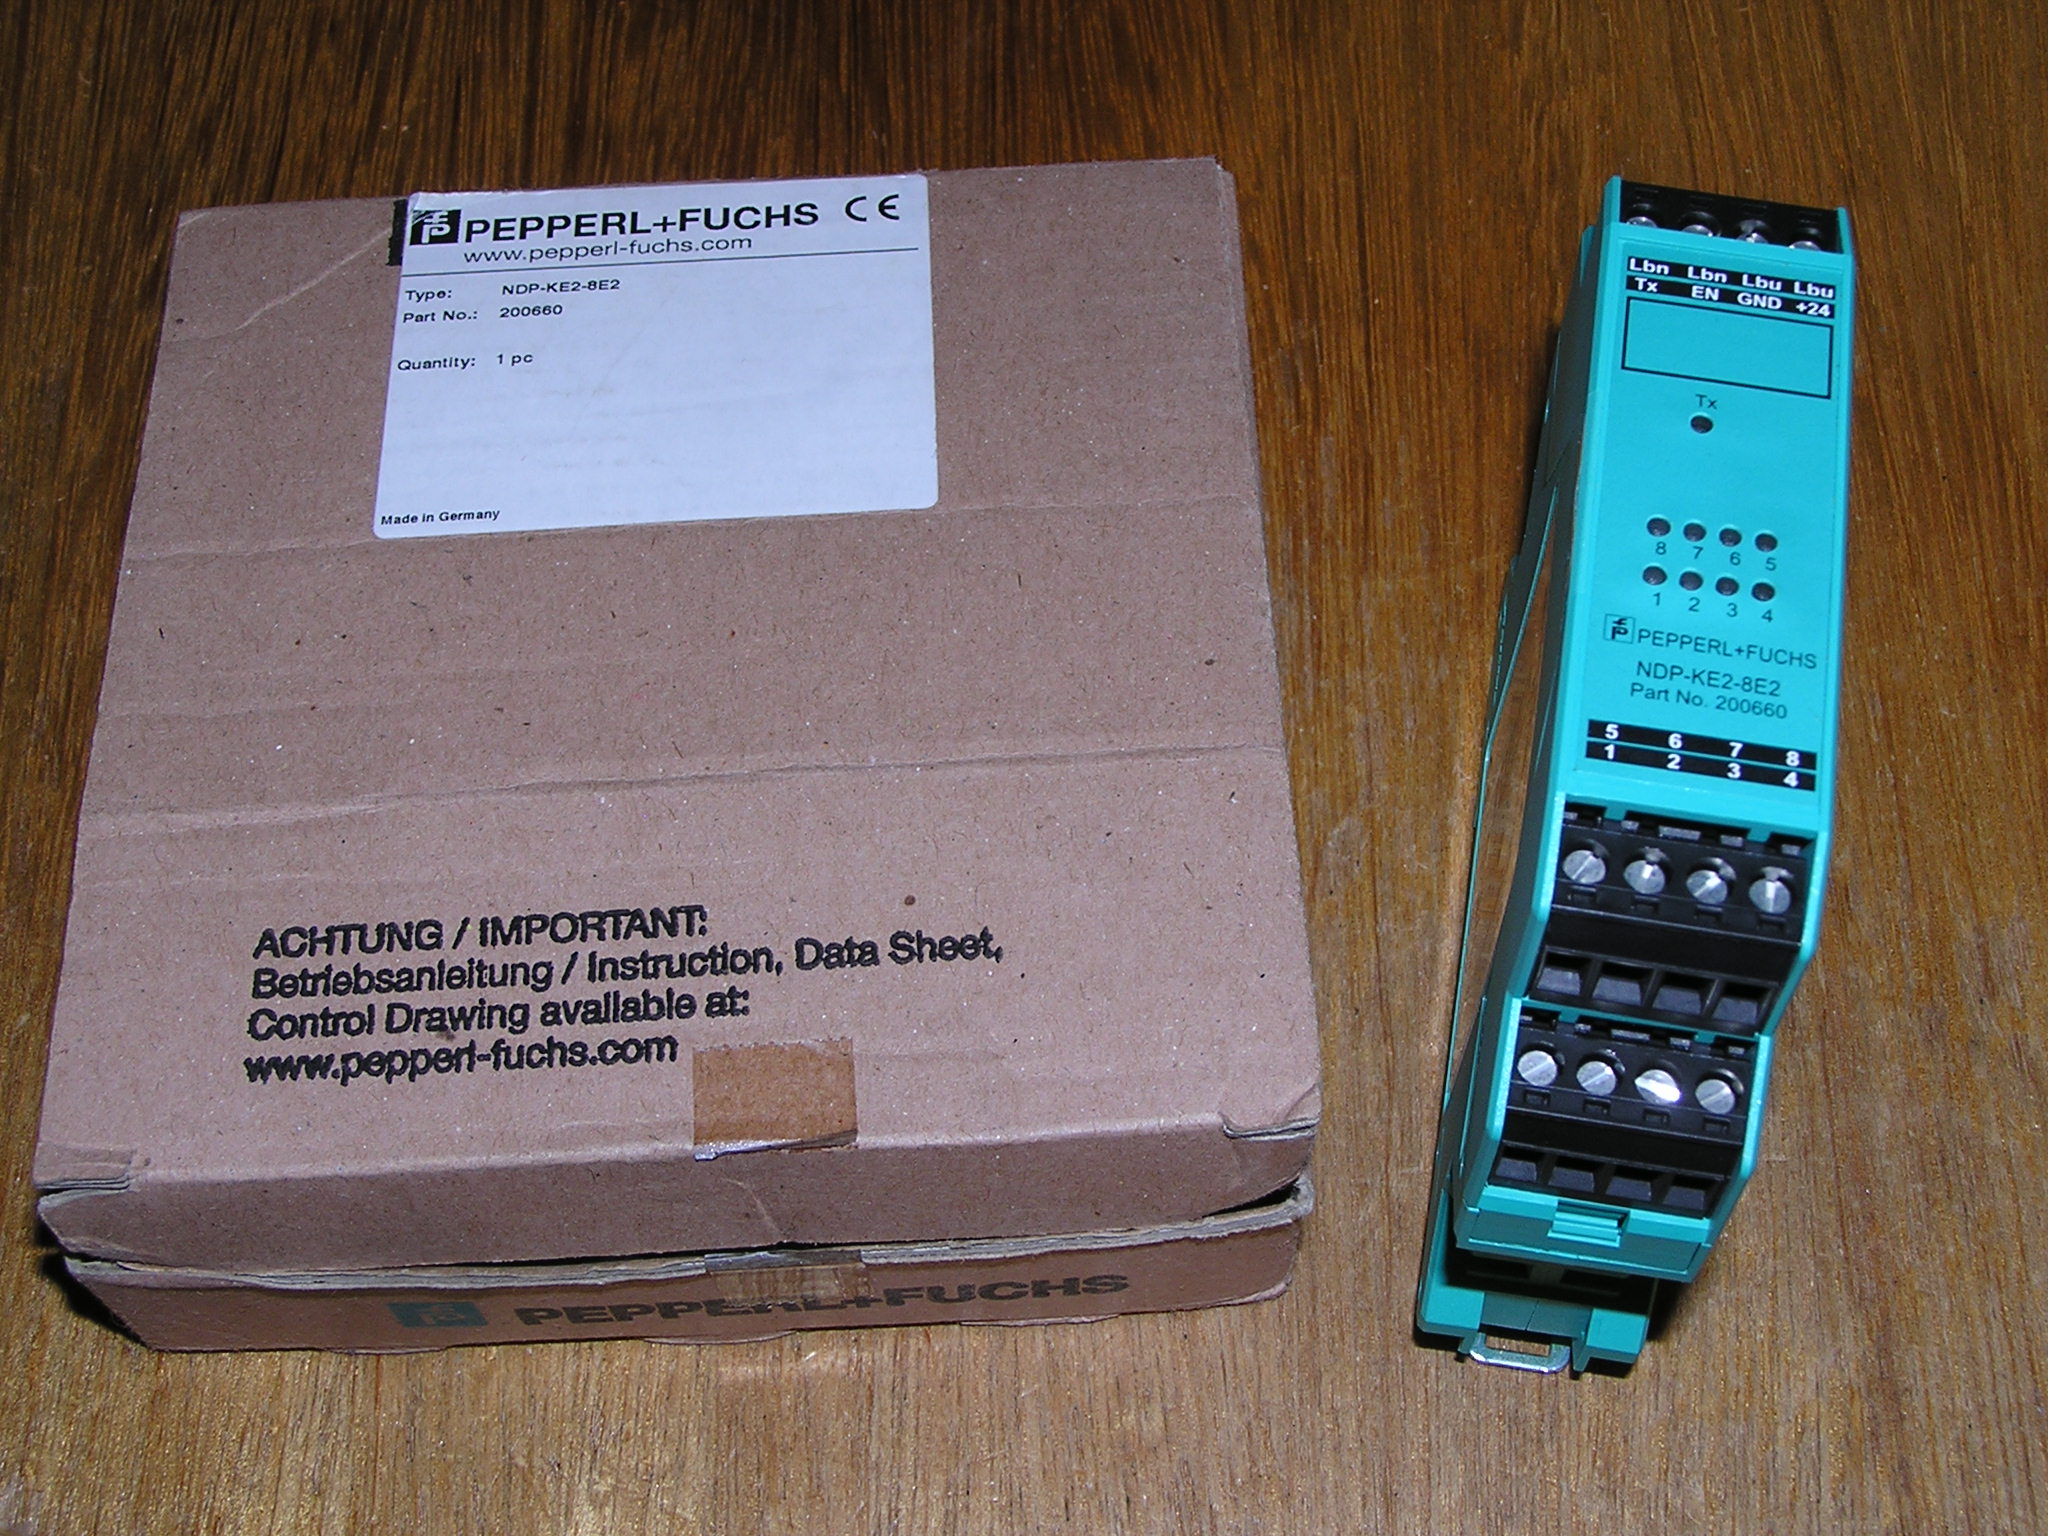 PEPPERL+FUCHS CE
www.pepperl-fuchs.com
Type: NDP-KE2-8E2
Part No.: 200660
Quantity: 1 pc
Made in Germany
ACHTUNG / IMPORTANT:
Betriebsanleitung / Instruction, Data Sheet,
Control Drawing available at:
www.pepperl-fuchs.com
PEPPERL+FUCHS
Lbn Lbn Lbu Lbu
Tx EN GND +24
Tx
8 7 6 5
1 2 3 4
PEPPERL+FUCHS
NDP-KE2-8E2
Part No. 200660
5 6 7 8
1 2 3 4